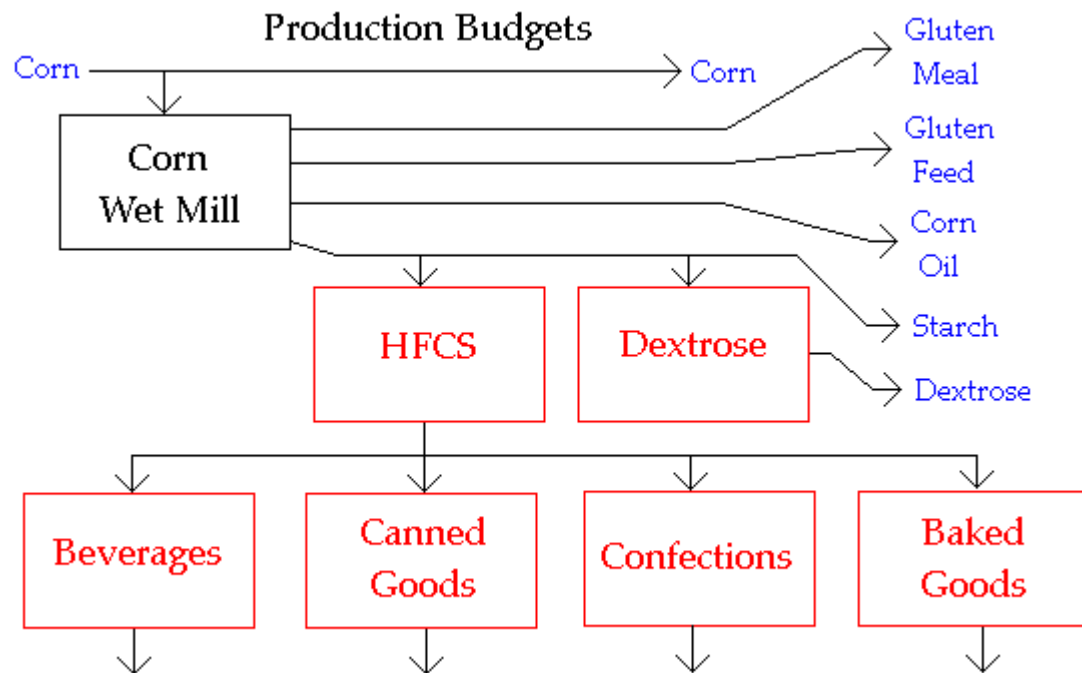 Production Budgets
Corn
Corn
Gluten
Meal
Gluten
Feed
Corn
Oil
Starch
Dextrose
Corn
Wet Mill
HFCS
Dextrose
Beverages
Canned
Goods
Confections
Baked
Goods